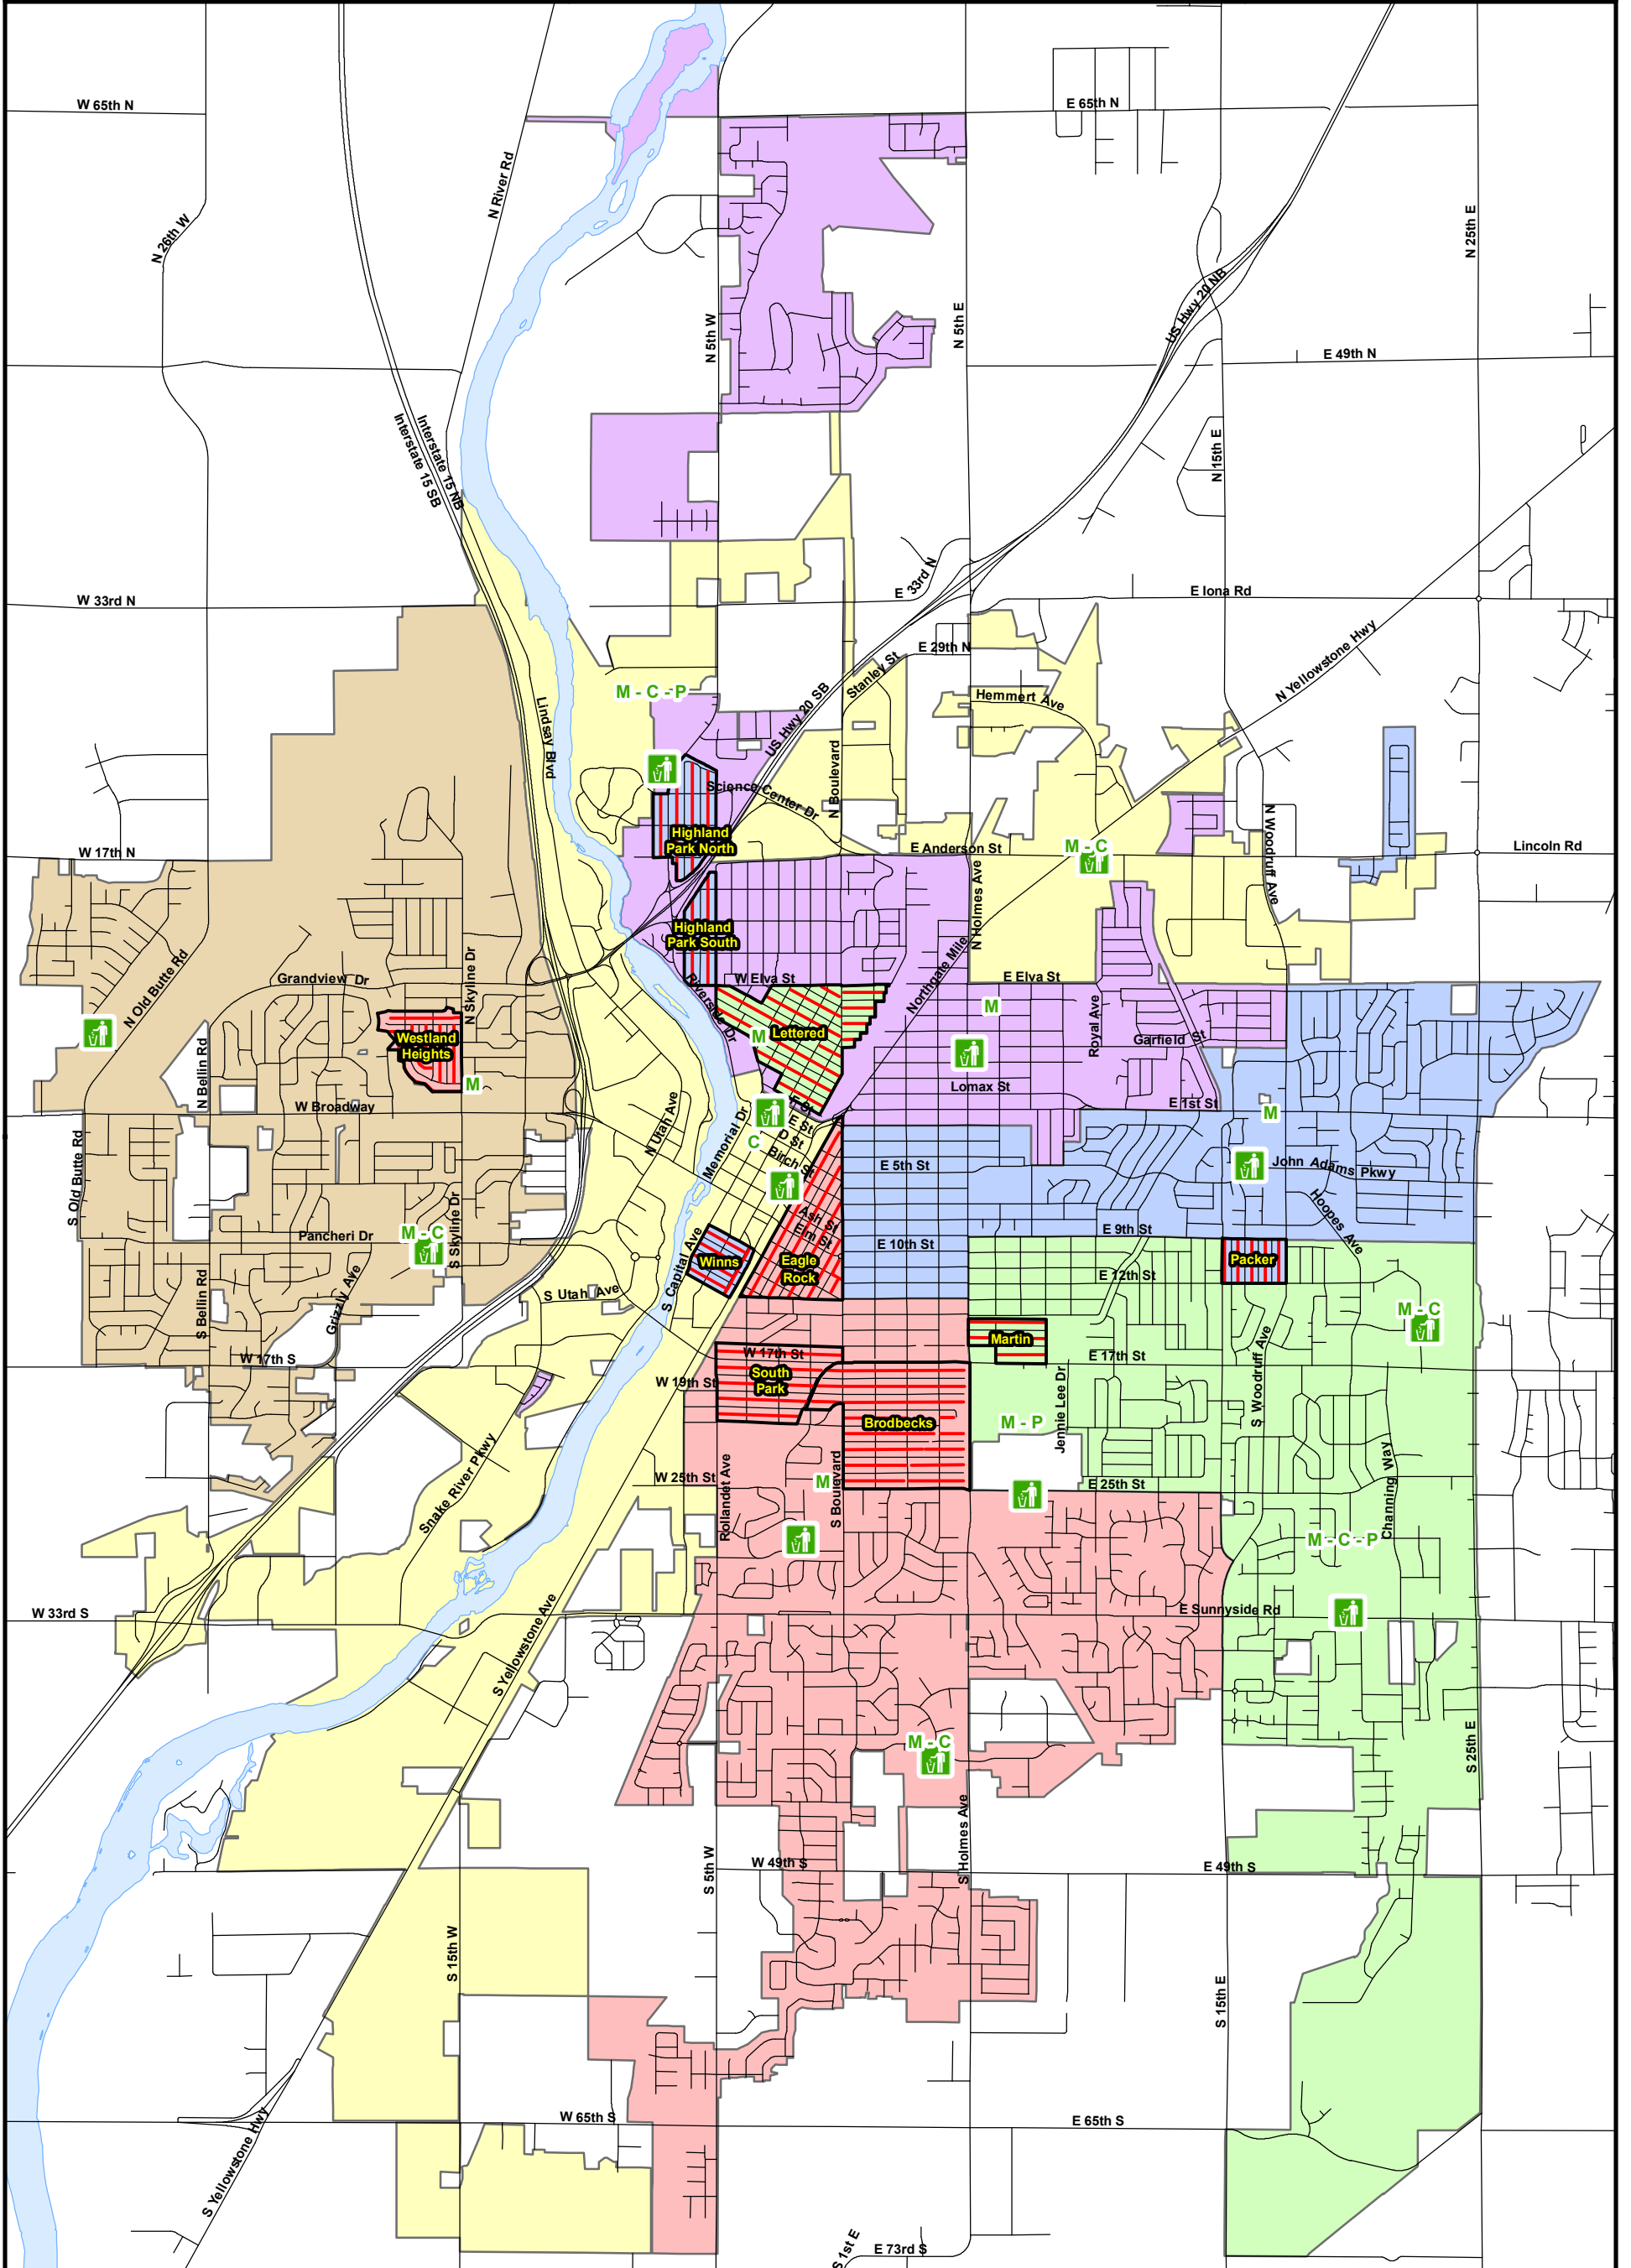 W 65th N
E 65th N
N River Rd
N 26th W
N 25th E
US Hwy 20 NB
N 5th W
N 5th E
E 49th N
Interstate 15 NB
Interstate 15 SB
N 15th E
E 33rd N
W 33rd N
E Iona Rd
N Yellowstone Hwy
E 29th N
Stanley St
M - C - P
Hemmert Ave
Lindsay Blvd
US Hwy 20 SB
N Boulevard
Science Center Dr
Highland
Park North
N Woodruff Ave
W 17th N
E Anderson St
M - C
Lincoln Rd
N Holmes Ave
Highland
Park South
Northgate Mile
N Old Butte Rd
Grandview Dr
N Skyline Dr
W Elva St
E Elva St
Riverside Dr
M
Royal Ave
Westland
Heights
M
Lettered
Garfield St
N Bellin Rd
M
Lomax St
W Broadway
E 1st St
M
N Utah Ave
Memorial Dr
F St
E St
D St
C
Birch St
E 5th St
John Adams Pkwy
S Old Butte Rd
S Skyline Dr
Hoopes Ave
Ash St
Elm St
M - C
Pancheri Dr
E 9th St
E 10th St
S Capital Ave
Winns
Eagle
Rock
Packer
E 12th St
S Utah Ave
Grizzly Ave
S Bellin Rd
M - C
Martin
W 17th S
W 17th St
E 17th St
South
Park
W 19th St
Jennie Lee Dr
S Woodruff Ave
Brodbecks
M - P
Snake River Pkwy
W 25th St
Rollandet Ave
M
S Boulevard
E 25th St
Channing Way
M - C - P
W 33rd S
E Sunnyside Rd
S Yellowstone Ave
M - C
S 25th E
S Holmes Ave
S 5th W
W 49th S
E 49th S
S 15th W
S 15th E
W 65th S
E 65th S
S Yellowstone Hwy
S 1st E
E 73rd S